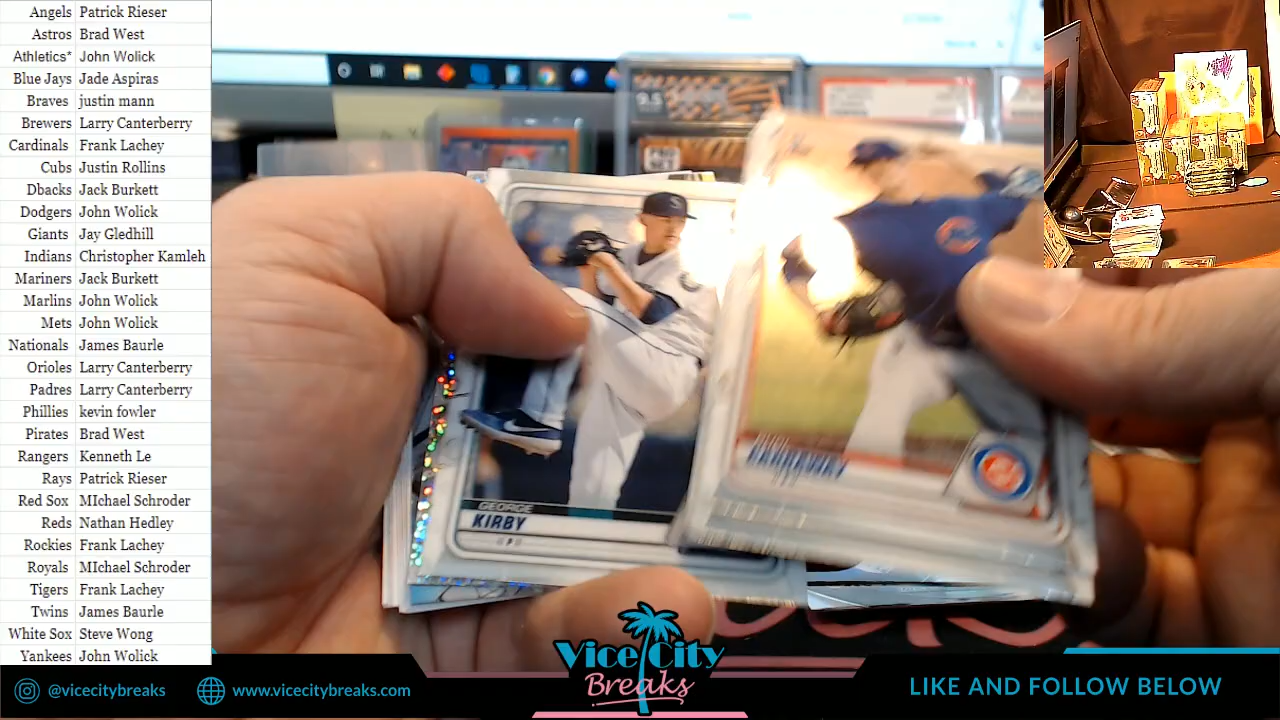 Angels Patrick Rieser
Astros Brad West
Athletics* John Wolick
Blue Jays Jade Aspiras
Braves justin mann
Brewers Larry Canterberry
Cardinals Frank Lachey
Cubs Justin Rollins
Dbacks Jack Burkett
Dodgers John Wolick
Giants Jay Gledhill
Indians Christopher Kamleh
Mariners Jack Burkett
Marlins John Wolick
Mets John Wolick
Nationals James Baurle
Orioles Larry Canterberry
Padres Larry Canterberry
Phillies kevin fowler
Pirates Brad West
Rangers Kenneth Le
Rays Patrick Rieser
Red Sox MIchael Schroder
Reds Nathan Hedley
Rockies Frank Lachey
Royals MIchael Schroder
Tigers Frank Lachey
Twins James Baurle
White Sox Steve Wong
Yankees John Wolick
9.5
GEORGE
KIRBY
@vicecitybreaks
www.vicecitybreaks.com
Vice City
Breaks
LIKE AND FOLLOW BELOW